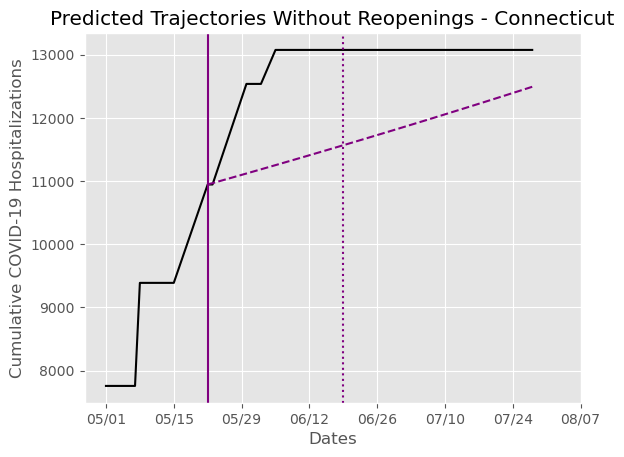 Predicted Trajectories Without Reopenings - Connecticut
Cumulative COVID-19 Hospitalizations
13000
12000
11000
10000
9000
8000
05/01 05/15 05/29 06/12 06/26 07/10 07/24 08/07
Dates